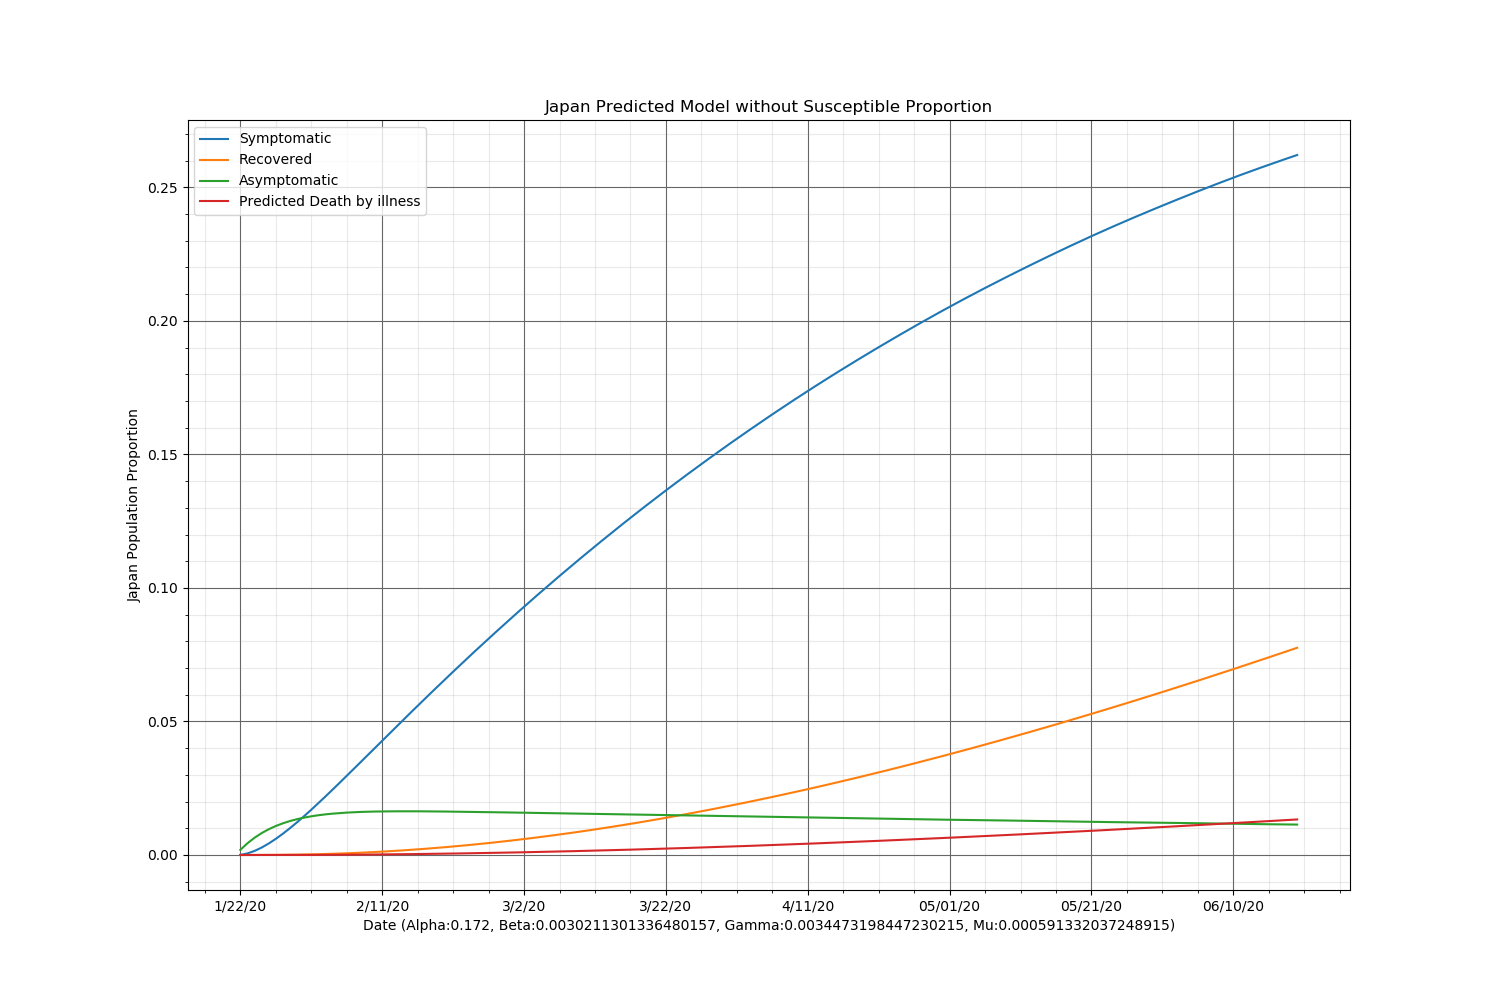 Japan Predicted Model without Susceptible Proportion
Symptomatic
Recovered
Asymptomatic
Predicted Death by illness
Japan Population Proportion
0.25
0.20
0.15
0.10
0.05
0.00
1/22/20 2/11/20 3/2/20 3/22/20 4/11/20 05/01/20 05/21/20 06/10/20
Date (Alpha:0.172, Beta:0.0030211301336480157, Gamma:0.0034473198447230215, Mu:0.000591332037248915)